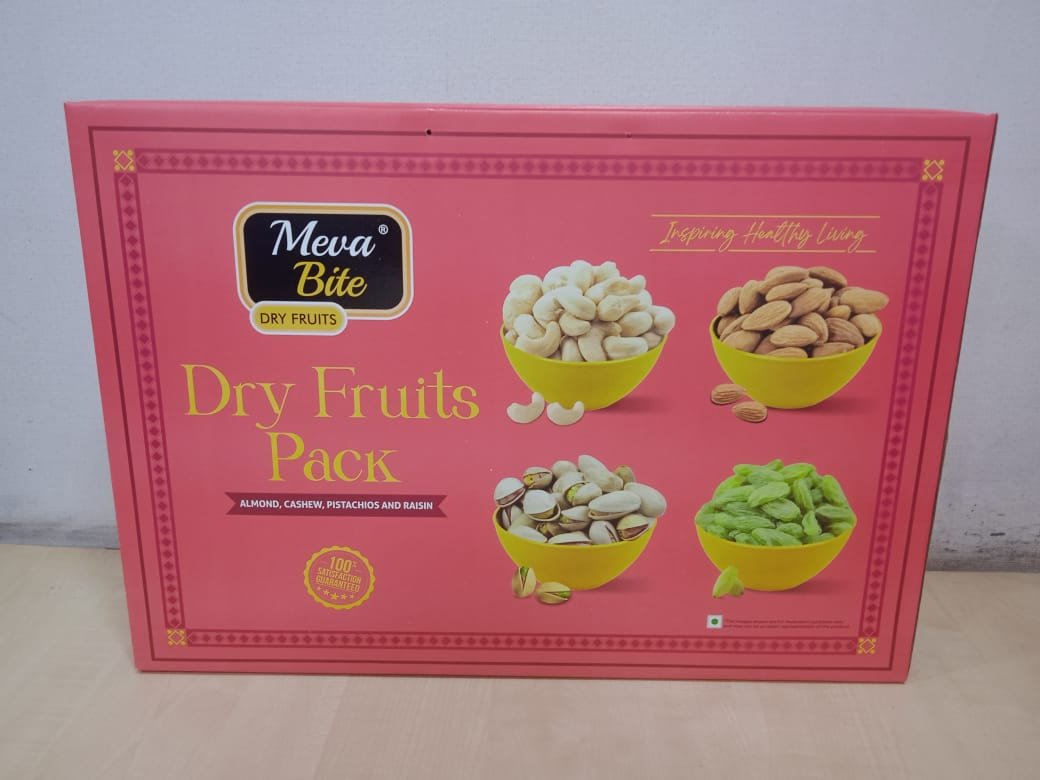 Meva®
Bite
DRY FRUITS
Inspiring Healthy Living
Dry Fruits
Pack
ALMOND, CASHEW, PISTACHIOS AND RAISIN
100%
SATISFACTION
GUARANTEED